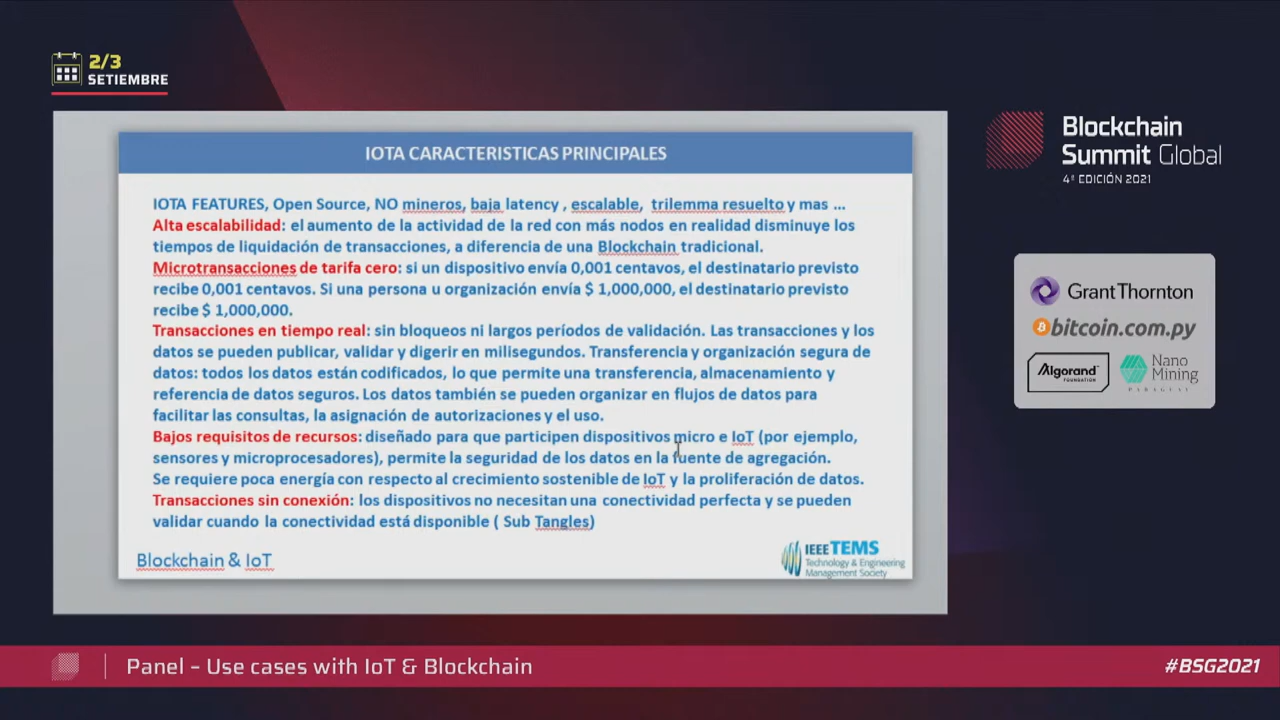 2/3
SETIEMBRE
IOTA CARACTERISTICAS PRINCIPALES
IOTA FEATURES, Open Source, NO mineros, baja latency , escalable, trilemma resuelto y mas ...
Alta escalabilidad: el aumento de la actividad de la red con más nodos en realidad disminuye los
tiempos de liquidación de transacciones, a diferencia de una Blockchain tradicional.
Microtransacciones de tarifa cero: si un dispositivo envía 0,001 centavos, el destinatario previsto
recibe 0,001 centavos. Si una persona u organización envía $ 1,000,000, el destinatario previsto
recibe $ 1,000,000.
Transacciones en tiempo real: sin bloqueos ni largos períodos de validación. Las transacciones y los
datos se pueden publicar, validar y digerir en milisegundos. Transferencia y organización segura de
datos: todos los datos están codificados, lo que permite una transferencia, almacenamiento y
referencia de datos seguros. Los datos también se pueden organizar en flujos de datos para
facilitar las consultas, la asignación de autorizaciones y el uso.
Bajos requisitos de recursos: diseñado para que participen dispositivos micro e IoT (por ejemplo,
sensores y microprocesadores), permite la seguridad de los datos en la fuente de agregación.
Se requiere poca energía con respecto al crecimiento sostenible de IoT y la proliferación de datos.
Transacciones sin conexión: los dispositivos no necesitan una conectividad perfecta y se pueden
validar cuando la conectividad está disponible ( Sub Tangles)
Blockchain & IoT
IEEE TEMS
Technology & Engineering
Management Society
Blockchain
Summit Global
4ª EDICIÓN 2021
GrantThornton
bitcoin.com.py
Algorand
FOUNDATION
Nano
Mining
PARAGUAY
Panel – Use cases with IoT & Blockchain
#BSG2021